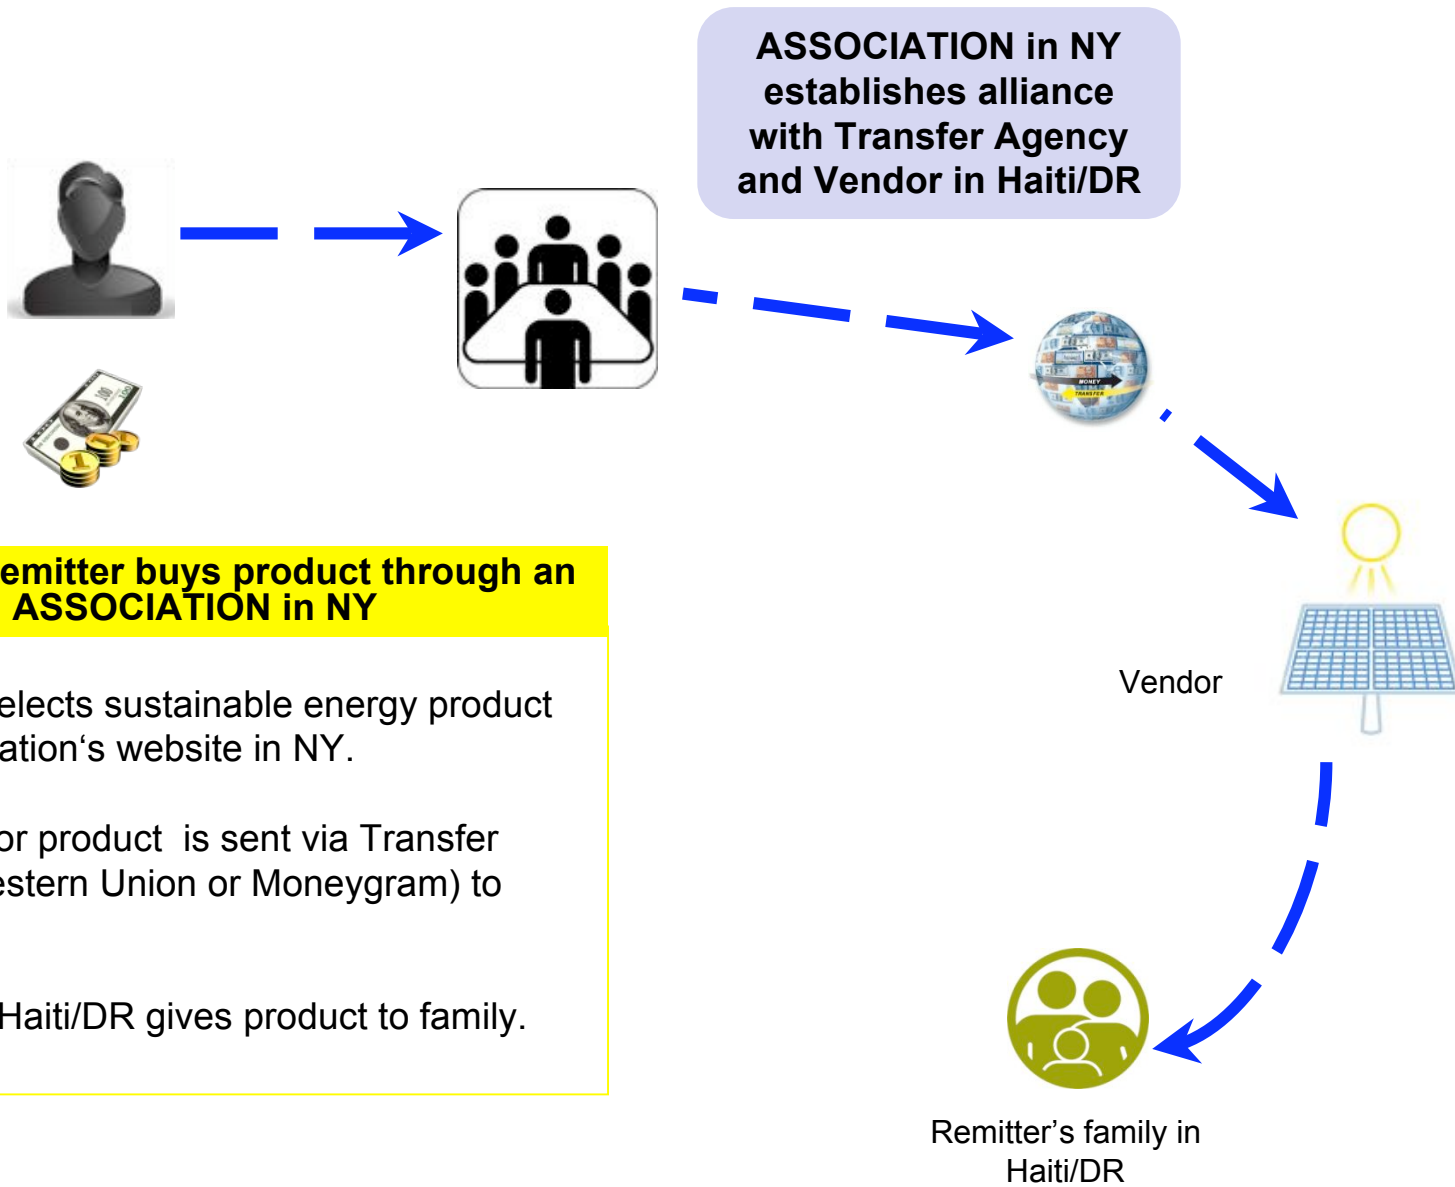 ASSOCIATION in NY
establishes alliance
with Transfer Agency
and Vendor in Haiti/DR
MONEY
TRANSFER
emitter buys product through an
ASSOCIATION in NY
elects sustainable energy product
ation‘s website in NY.
or product  is sent via Transfer
estern Union or Moneygram) to
Haiti/DR gives product to family.
Vendor
Remitter’s family in
Haiti/DR